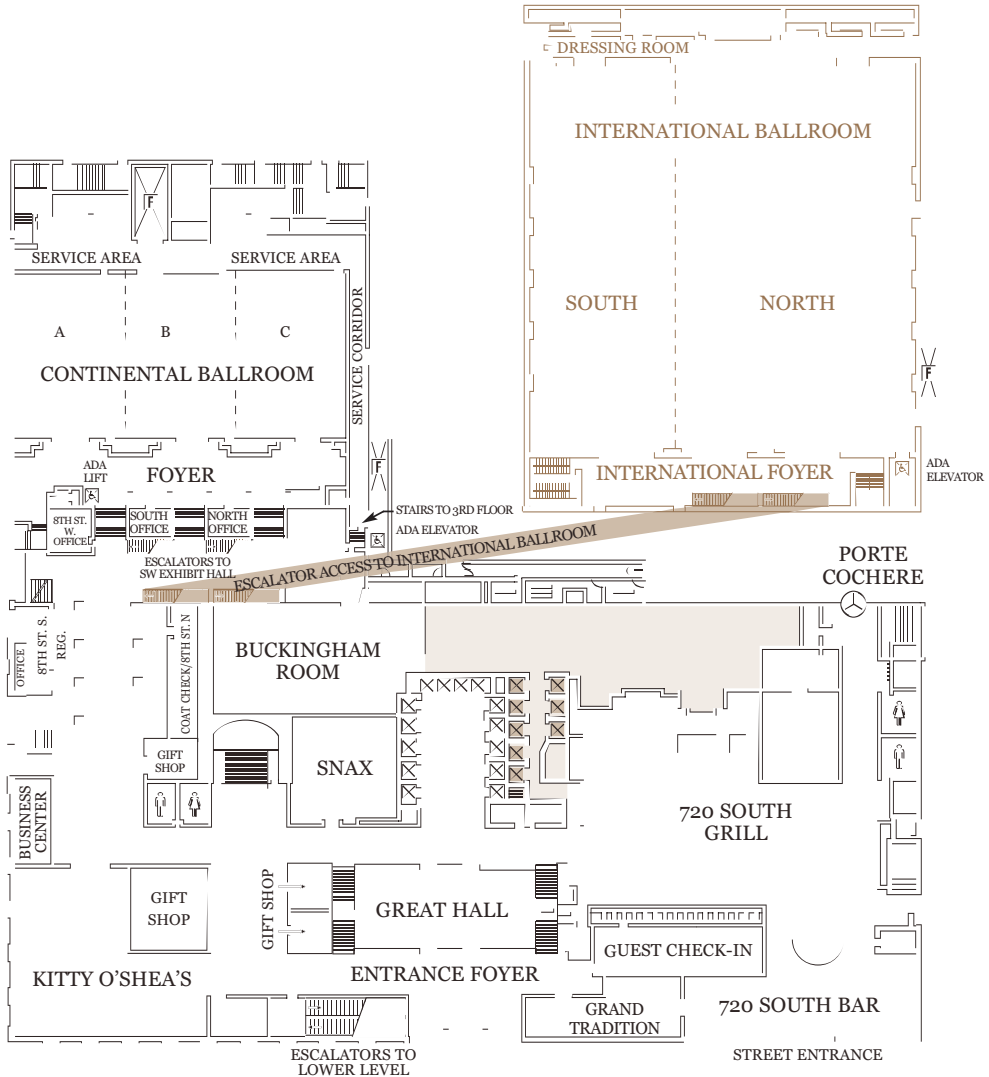 DRESSING ROOM
INTERNATIONAL BALLROOM
F
SERVICE AREA
SERVICE AREA
SOUTH
NORTH
SERVICE CORRIDOR
A
B
C
CONTINENTAL BALLROOM
F
F
ADA
LIFT
FOYER
INTERNATIONAL FOYER
ADA
ELEVATOR
8TH ST.
W.
OFFICE
SOUTH
OFFICE
NORTH
OFFICE
STAIRS TO 3RD FLOOR
ADA ELEVATOR
ESCALATORS TO
SW EXHIBIT HALL
ESCALATOR ACCESS TO INTERNATIONAL BALLROOM
PORTE
COCHERE
OFFICE
8TH ST. S.
REG.
COAT CHECK/8TH ST. N
BUCKINGHAM
ROOM
GIFT
SHOP
SNAX
BUSINESS
CENTER
720 SOUTH
GRILL
GIFT
SHOP
GIFT SHOP
GREAT HALL
GUEST CHECK-IN
KITTY O'SHEA'S
ENTRANCE FOYER
GRAND
TRADITION
720 SOUTH BAR
ESCALATORS TO
LOWER LEVEL
STREET ENTRANCE